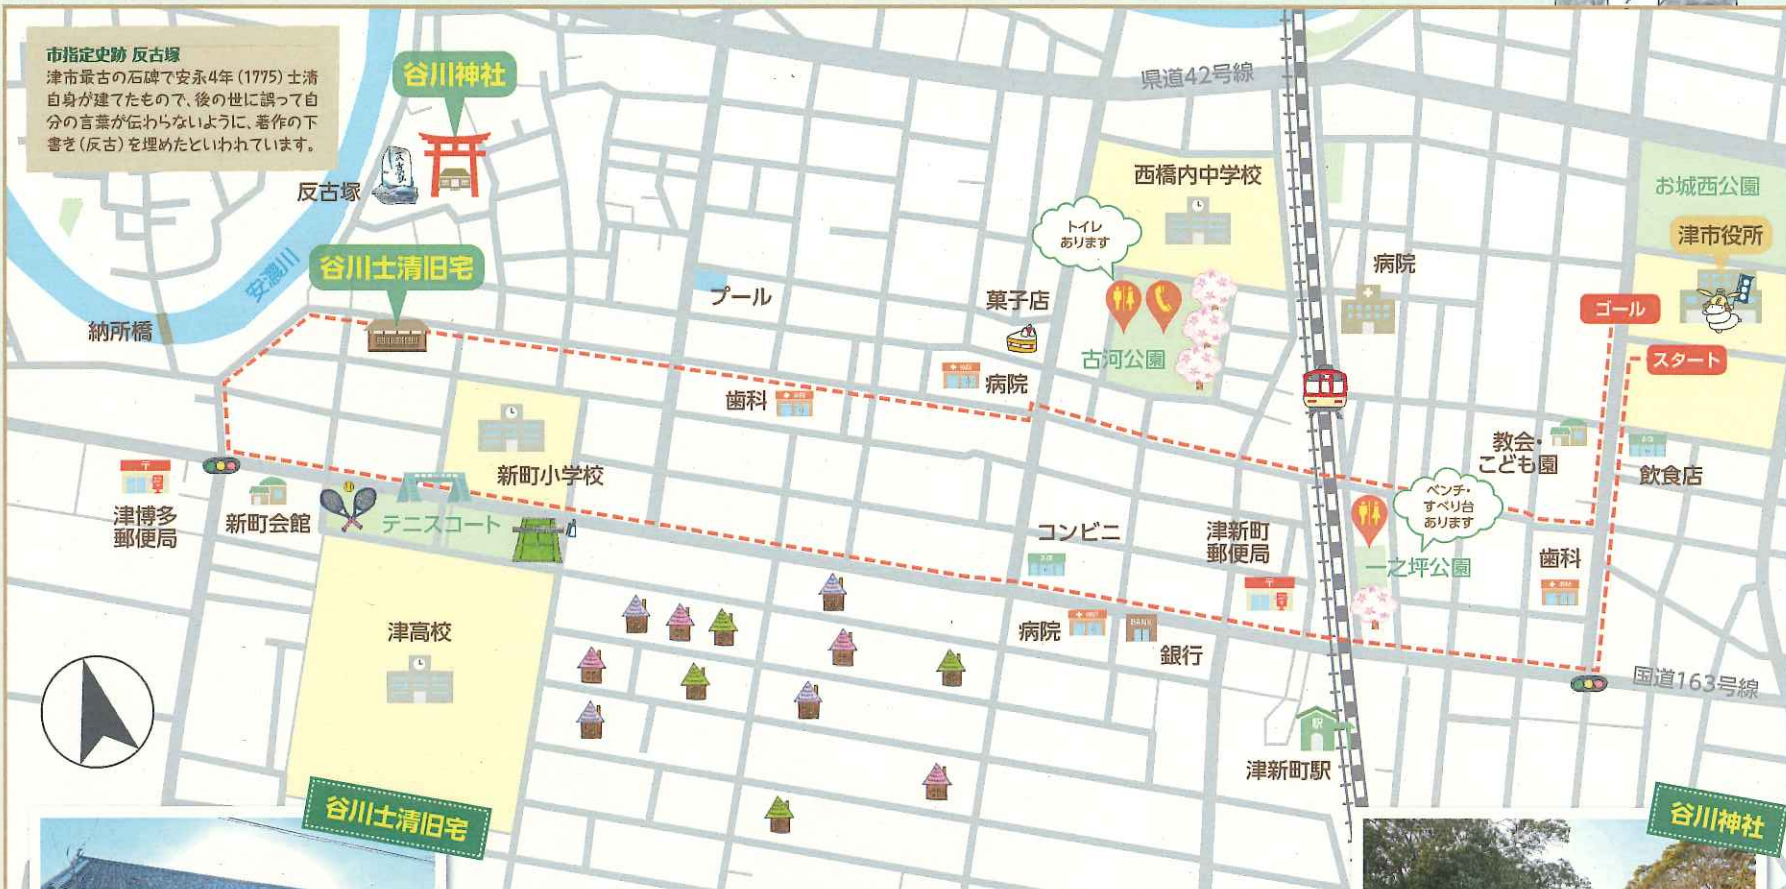 市指定史跡 反古塚
津市最古の石碑で安永4年(1775)士清
自身が建てたもので、後の世に誤って自
分の言葉が伝わらないように、著作の下
書き(反古)を埋めたといわれています。
谷川神社
反古塚
谷川士清旧宅
安濃川
納所橋
県道42号線
西橋内中学校
お城西公園
津市役所
トイレ
あります
病院
プール
菓子店
古河公園
ゴール
スタート
歯科
病院
教会・
こども園
飲食店
新町小学校
ベンチ・
すべり台
あります
津博多
郵便局
新町会館
テニスコート
コンビニ
津新町
郵便局
一之坪公園
歯科
津高校
病院
BANK
銀行
国道163号線
駅
津新町駅
谷川士清旧宅
谷川神社